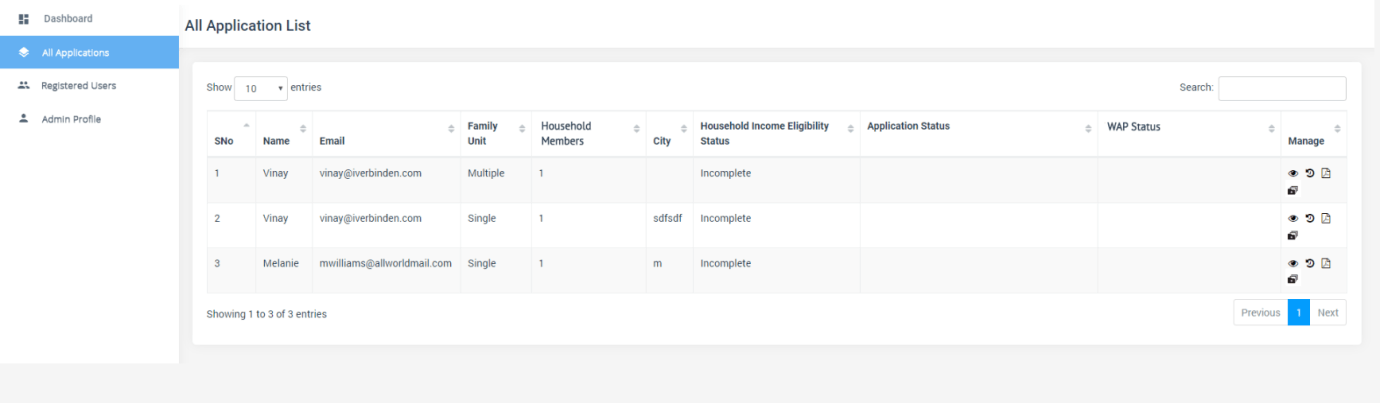 Dashboard
All Applications
Registered Users
Admin Profile
All Application List
Show 10 entries
Search:
SNo Name Email Family Unit Household Members City Household Income Eligibility Status Application Status WAP Status Manage
1 Vinay vinay@iverbinden.com Multiple 1 Incomplete
2 Vinay vinay@iverbinden.com Single 1 sdfsdf Incomplete
3 Melanie mwilliams@allworldmail.com Single 1 m Incomplete
Showing 1 to 3 of 3 entries
Previous 1 Next